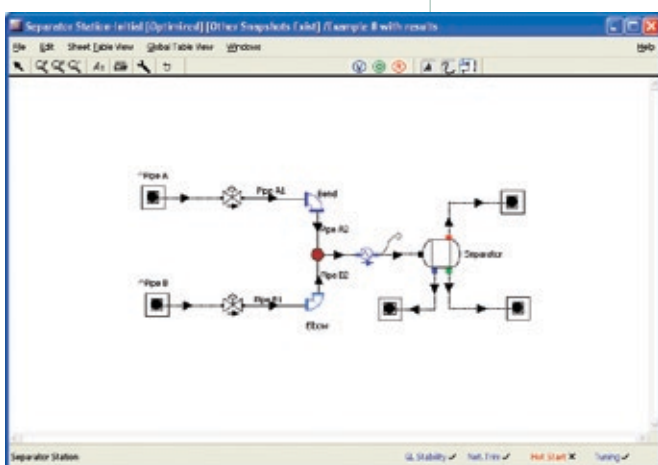 Separator Station-Initial [Optimized] [Other Snapshots Exist] /Example 8 with results
File Edit Sheet Table View Global Table View Windows Help
^Pipe A
Pipe A1
Bend
Pipe A2
Separator
Pipe B2
^Pipe B
Pipe B1
Elbow
Separator Station GL Stability ✓ Net. Trim ✓ Hot Start ✕ Tuning ✓